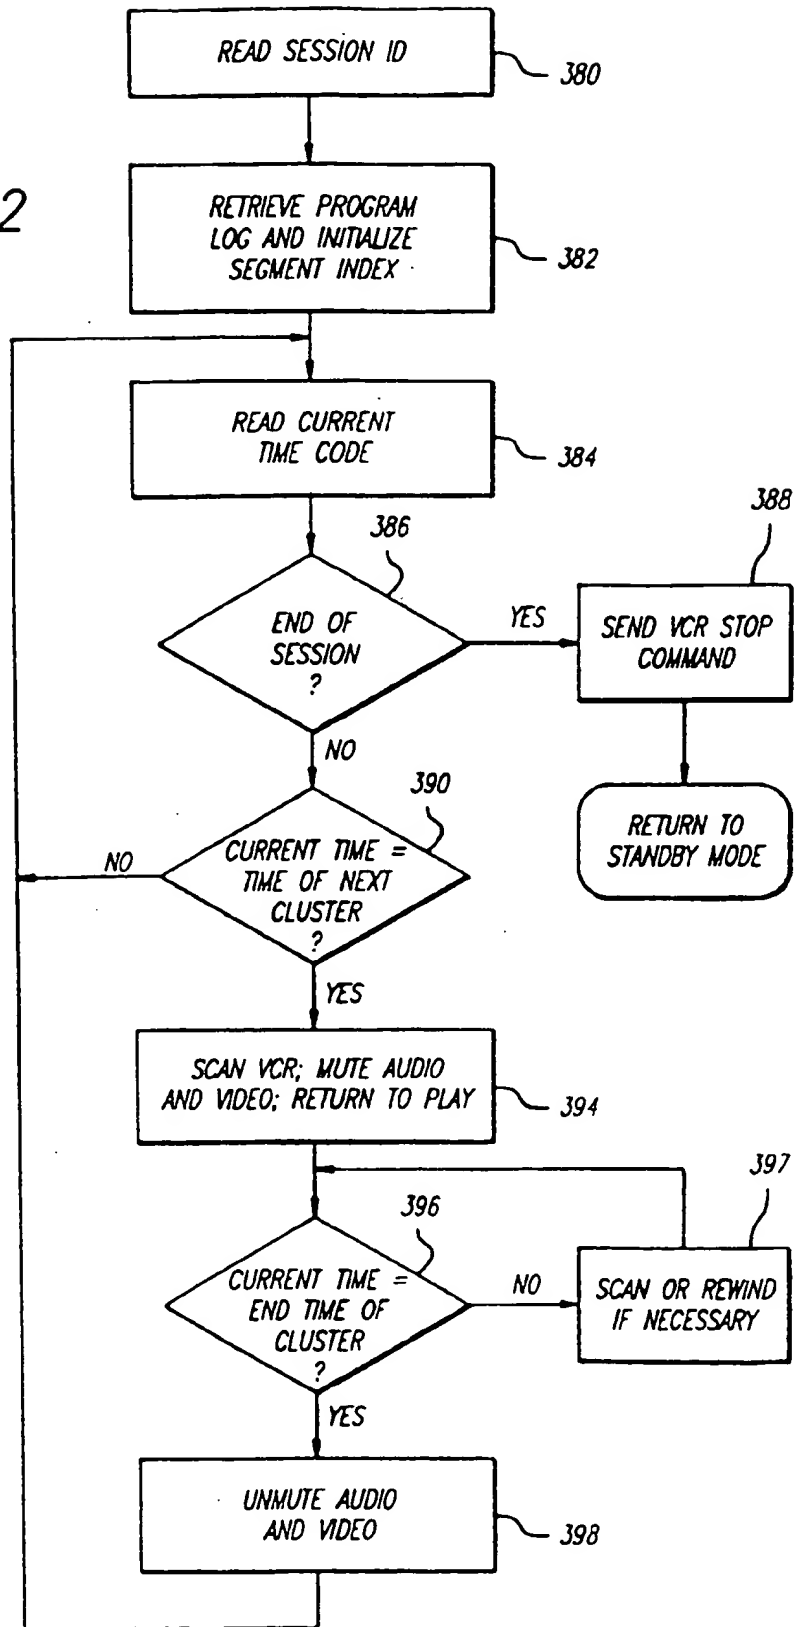 READ SESSION ID
380
2
RETRIEVE PROGRAM
LOG AND INITIALIZE
SEGMENT INDEX
382
READ CURRENT
TIME CODE
384
386
388
END OF
SESSION
?
YES
SEND VCR STOP
COMMAND
NO
390
RETURN TO
STANDBY MODE
CURRENT TIME =
TIME OF NEXT
CLUSTER
?
NO
YES
SCAN VCR; MUTE AUDIO
AND VIDEO; RETURN TO PLAY
394
397
396
CURRENT TIME =
END TIME OF
CLUSTER
?
NO
SCAN OR REWIND
IF NECESSARY
YES
UNMUTE AUDIO
AND VIDEO
398